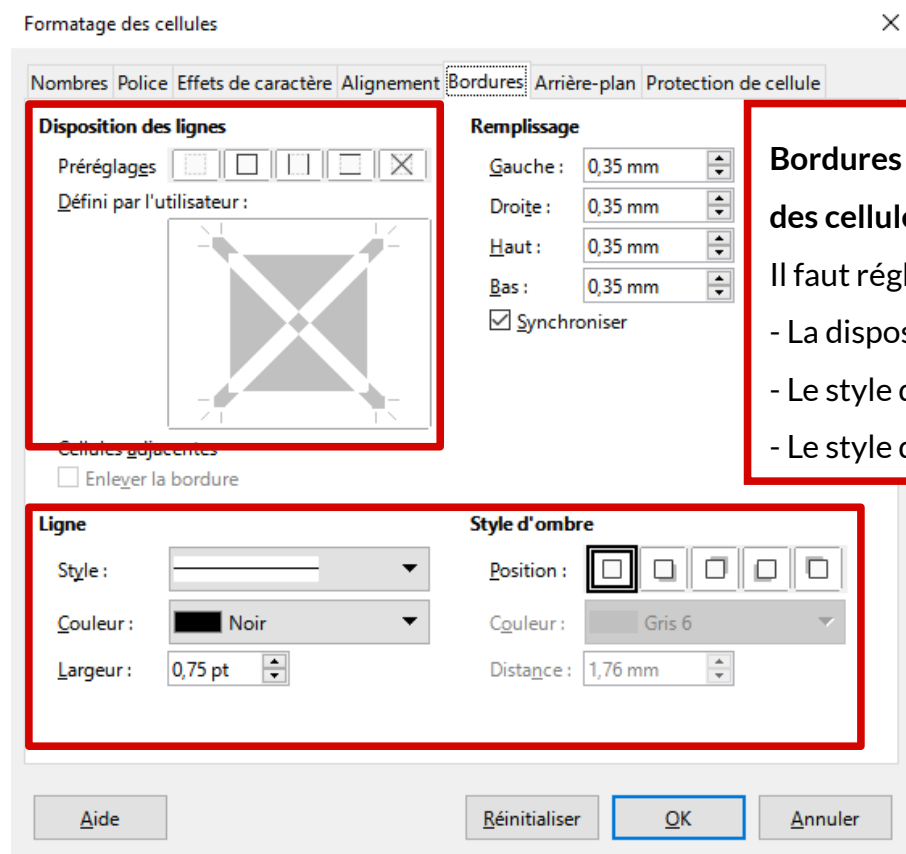 Formatage des cellules
Nombres Police Effets de caractère Alignement Bordures Arrière-plan Protection de cellule
Disposition des lignes
Préréglages
Défini par l'utilisateur :
Cellules adjacentes
Enlever la bordure
Remplissage
Gauche : 0,35 mm
Droite : 0,35 mm
Haut : 0,35 mm
Bas : 0,35 mm
Synchroniser
Bordures
des
Il faut
- La
- Le style
- Le style
Ligne
Style :
Couleur : Noir
Largeur : 0,75 pt
Style d'ombre
Position :
Couleur : Gris 6
Distance : 1,76 mm
Aide Réinitialiser OK Annuler